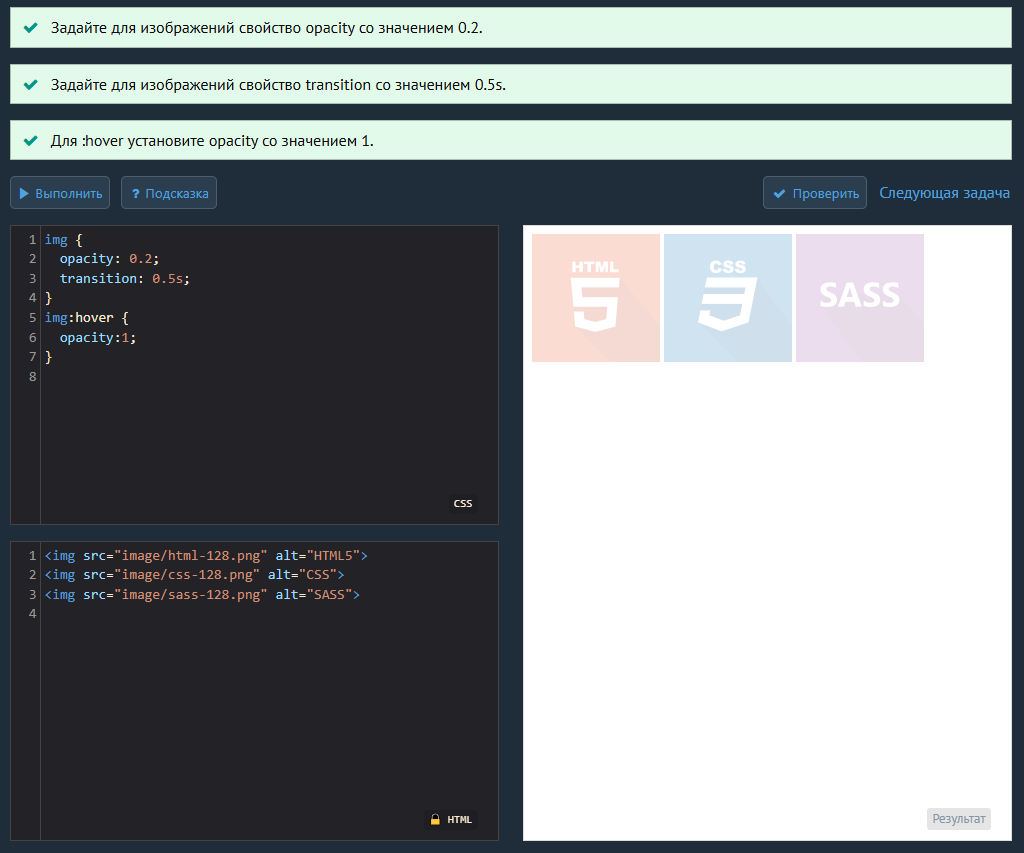 Задайте для изображений свойство opacity со значением 0.2.
Задайте для изображений свойство transition со значением 0.5s.
Для :hover установите opacity со значением 1.
Выполнить
? Подсказка
Проверить
Следующая задача
1 img {
2   opacity: 0.2;
3   transition: 0.5s;
4 }
5 img:hover {
6   opacity:1;
7 }
8
CSS
HTML
5
CSS
3
SASS
1 <img src="image/html-128.png" alt="HTML5">
2 <img src="image/css-128.png" alt="CSS">
3 <img src="image/sass-128.png" alt="SASS">
4
HTML
Результат